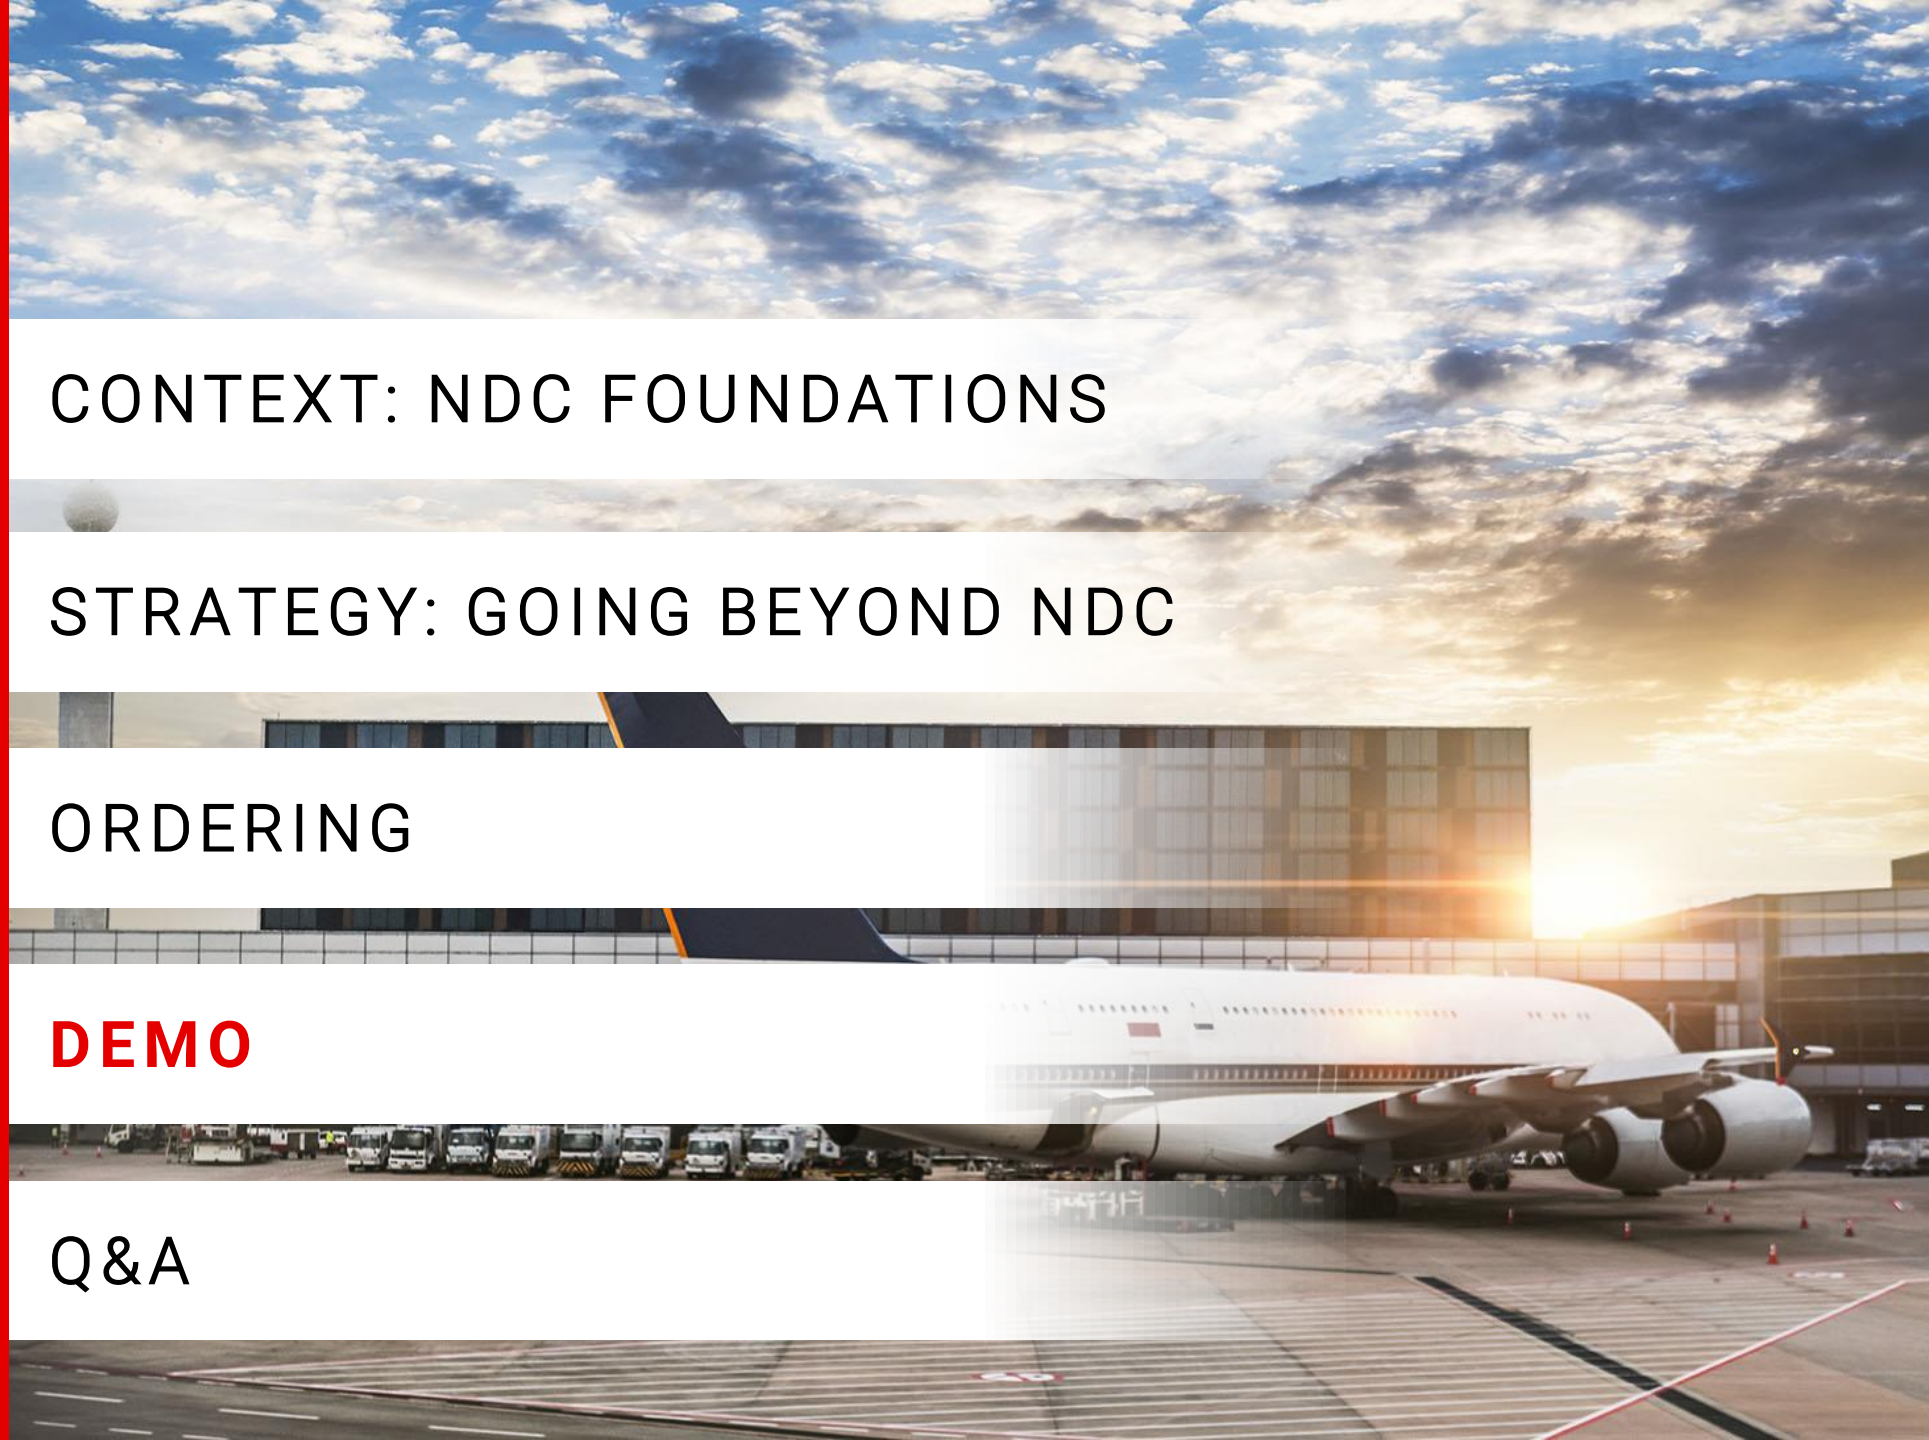 CONTEXT: NDC FOUNDATIONS
STRATEGY: GOING BEYOND NDC
ORDERING
DEMO
Q&A